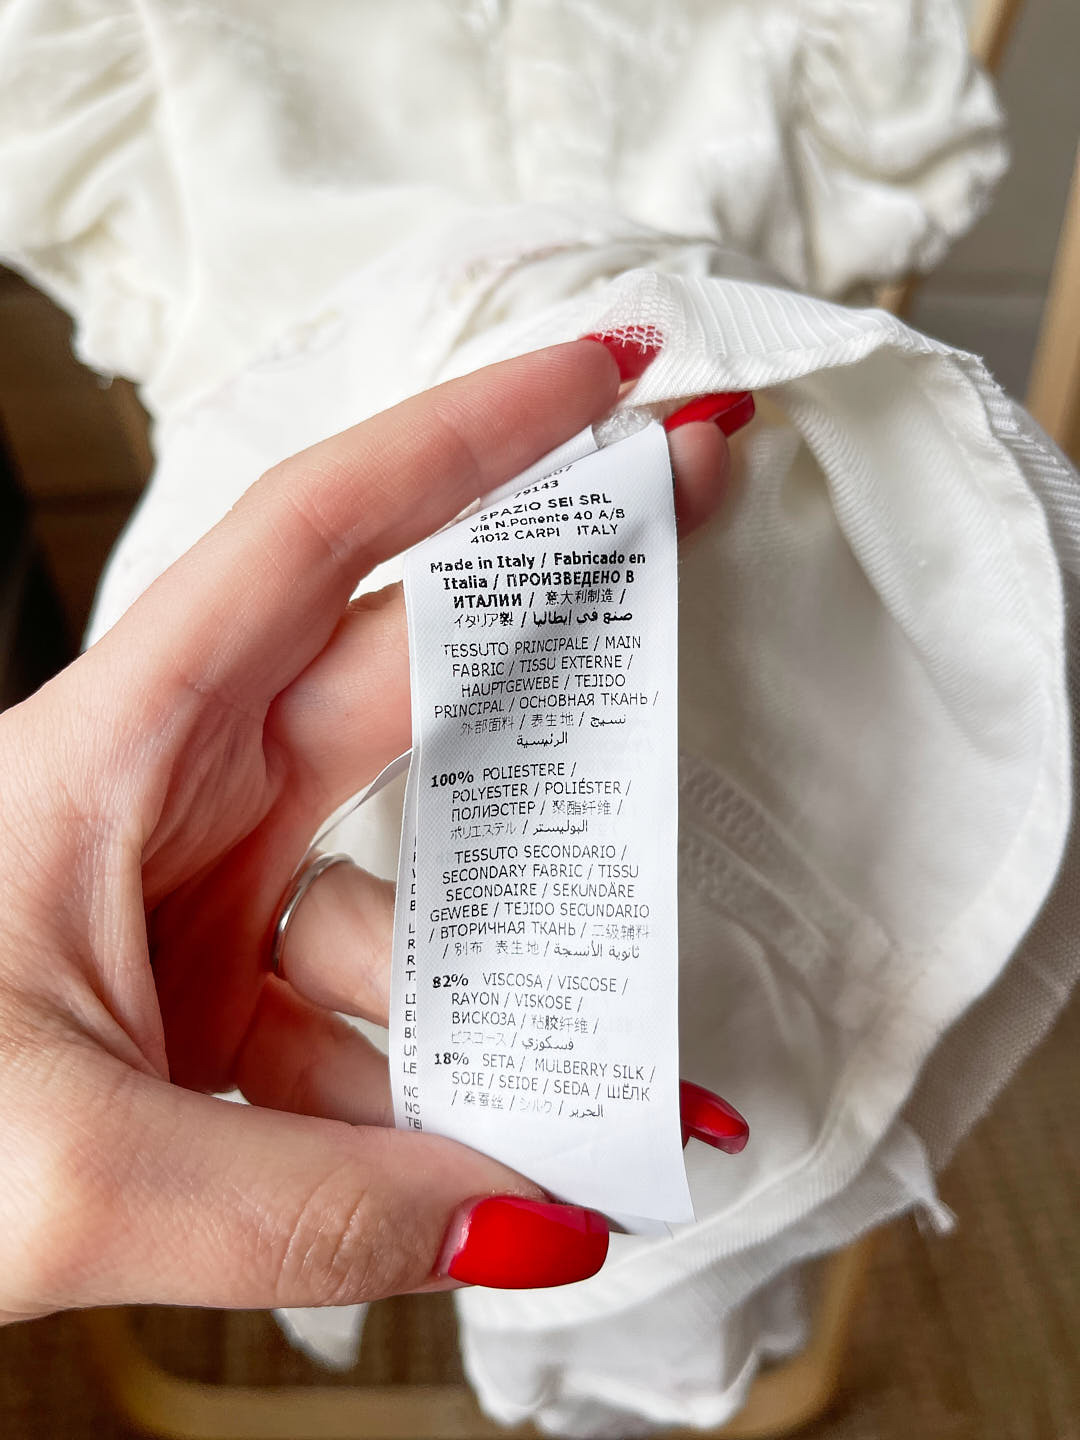 79143
SPAZIO SEI SRL
Via N.Ponente 40 A/B
41012 CARPI ITALY
Made in Italy / Fabricado en
Italia / ПРОИЗВЕДЕНО В
ИТАЛИИ / 意大利制造 /
イタリア製 / صنع في إيطاليا
TESSUTO PRINCIPALE / MAIN
FABRIC / TISSU EXTERNE /
HAUPTGEWEBE / TEJIDO
PRINCIPAL / ОСНОВНАЯ ТКАНЬ /
外部面料 / 表生地 / نسيج
الرئيسية
100% POLIESTERE /
POLYESTER / POLIÉSTER /
ПОЛИЭСТЕР / 聚酯纤维 /
ポリエステル / البوليستر
TESSUTO SECONDARIO /
SECONDARY FABRIC / TISSU
SECONDAIRE / SEKUNDÄRE
GEWEBE / TEJIDO SECUNDARIO
/ ВТОРИЧНАЯ ТКАНЬ / 二级辅料
/ 別布 表生地 / ثانوية الأنسجة
82% VISCOSA / VISCOSE /
RAYON / VISKOSE /
ВИСКОЗА / 粘胶纤维 /
ビスコース / فسكوزي
18% SETA / MULBERRY SILK /
SOIE / SEIDE / SEDA / ШЁЛК
/ 桑蚕丝 / シルク / الحرير